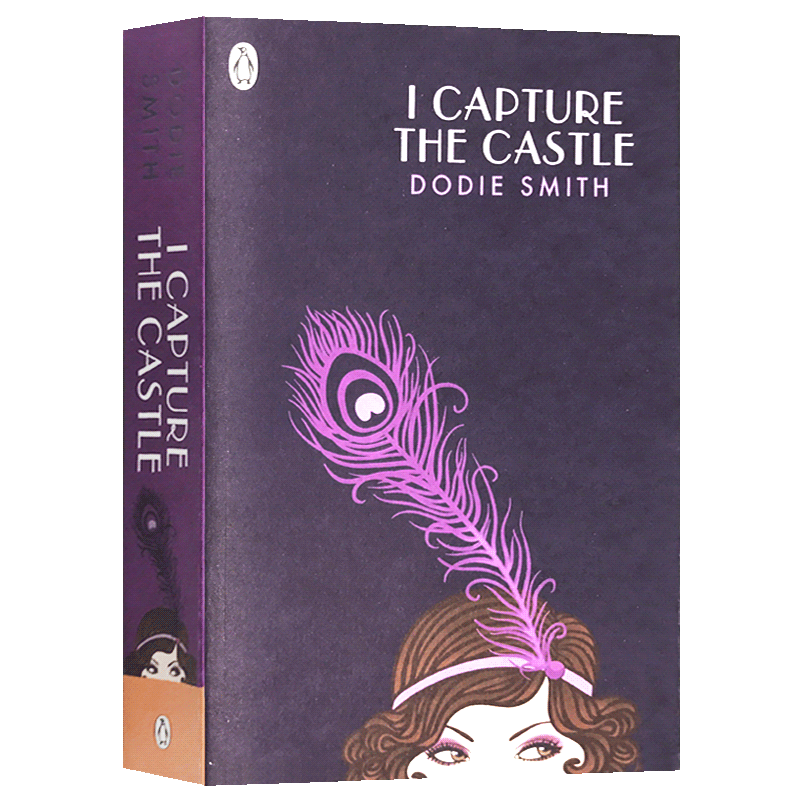 I CAPTURE
THE CASTLE
DODIE SMITH
DODIE
SMITH
I CAPTURE
THE CASTLE